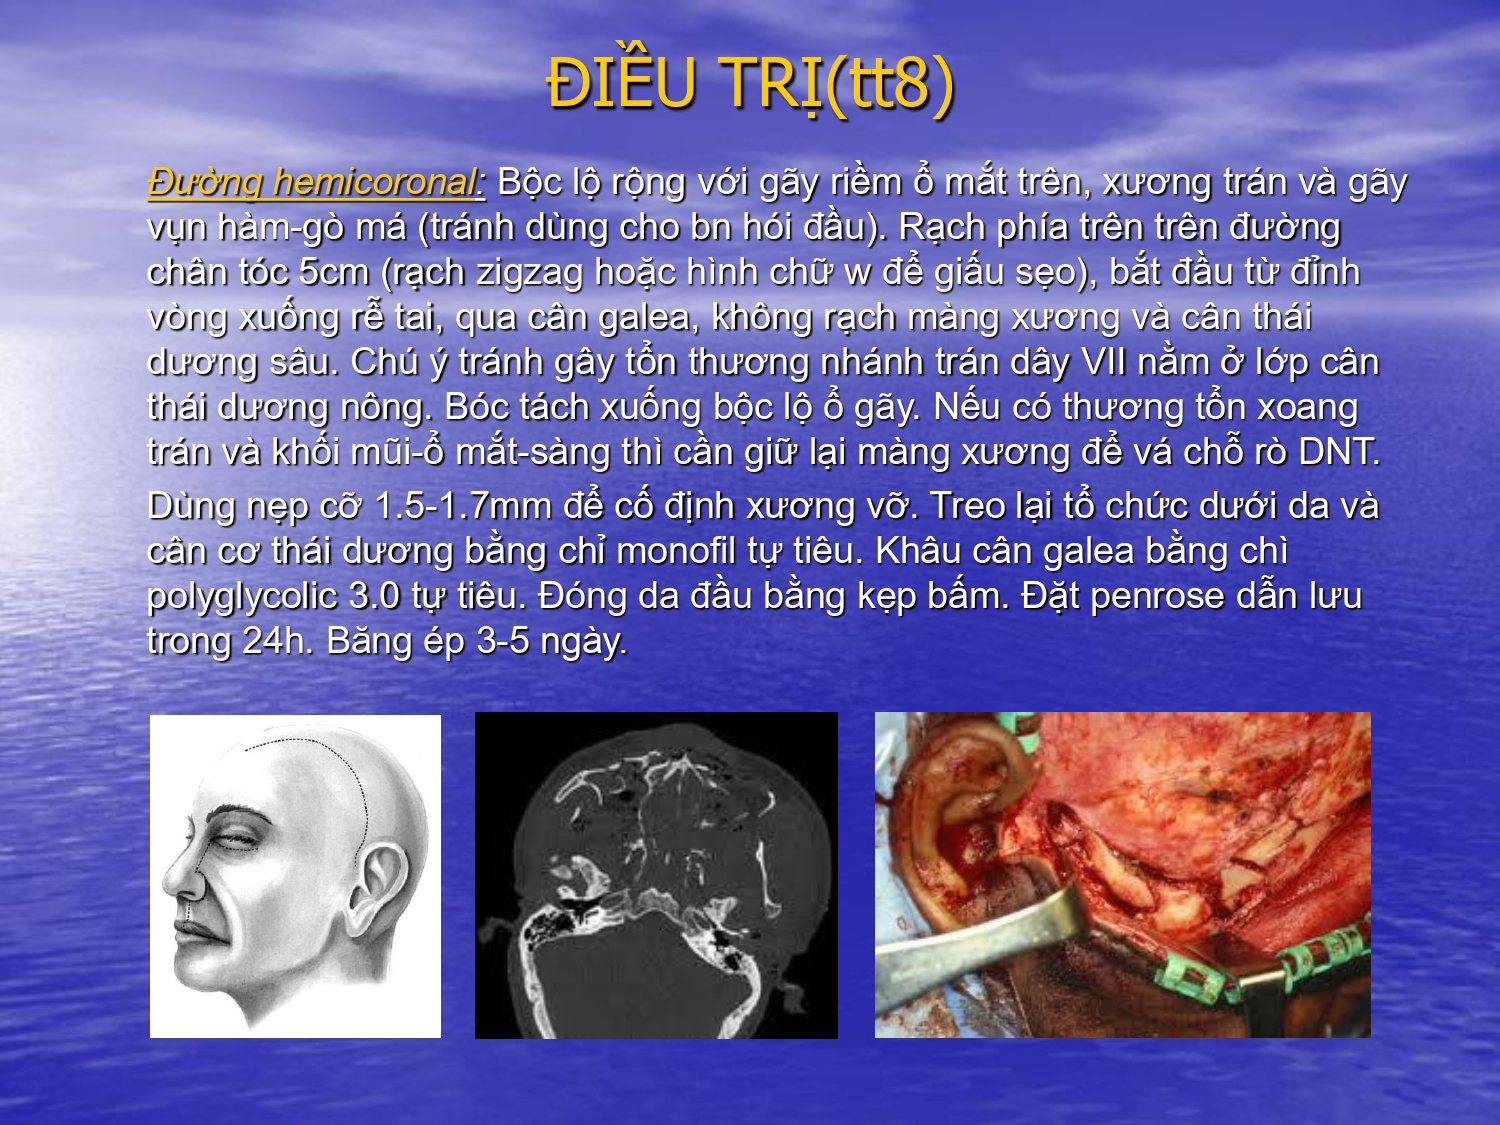 ĐIỀU TRỊ(tt8)
Đường hemicoronal: Bộc lộ rộng với gãy riềm ổ mắt trên, xương trán và gãy
vụn hàm-gò má (tránh dùng cho bn hói đầu). Rạch phía trên trên đường
chân tóc 5cm (rạch zigzag hoặc hình chữ w để giấu sẹo), bắt đầu từ đỉnh
vòng xuống rễ tai, qua cân galea, không rạch màng xương và cân thái
dương sâu. Chú ý tránh gây tổn thương nhánh trán dây VII nằm ở lớp cân
thái dương nông. Bóc tách xuống bộc lộ ổ gãy. Nếu có thương tổn xoang
trán và khối mũi-ổ mắt-sàng thì cần giữ lại màng xương để vá chỗ rò DNT.
Dùng nẹp cỡ 1.5-1.7mm để cố định xương vỡ. Treo lại tổ chức dưới da và
cân cơ thái dương bằng chỉ monofil tự tiêu. Khâu cân galea bằng chì
polyglycolic 3.0 tự tiêu. Đóng da đầu bằng kẹp bấm. Đặt penrose dẫn lưu
trong 24h. Băng ép 3-5 ngày.